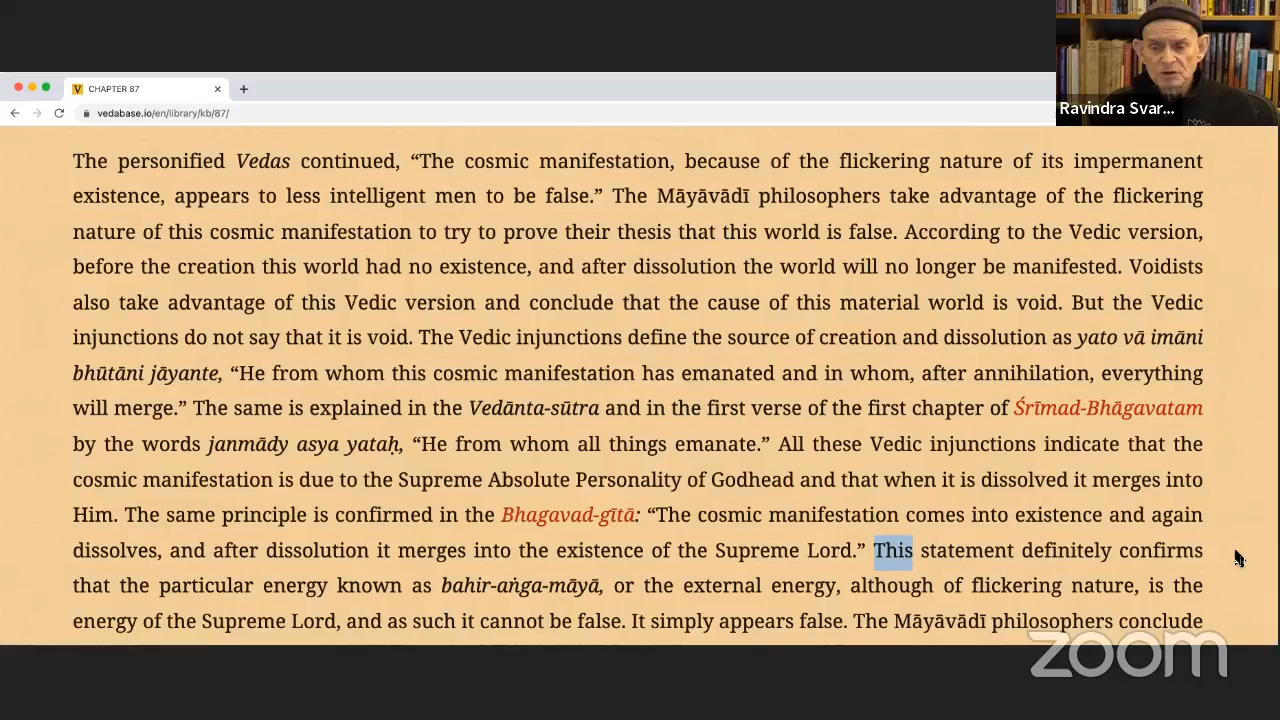 CHAPTER 87
vedabase.io/en/library/kb/87/
Ravindra Svar...
The personified Vedas continued, “The cosmic manifestation, because of the flickering nature of its impermanent
existence, appears to less intelligent men to be false.” The Māyāvādī philosophers take advantage of the flickering
nature of this cosmic manifestation to try to prove their thesis that this world is false. According to the Vedic version,
before the creation this world had no existence, and after dissolution the world will no longer be manifested. Voidists
also take advantage of this Vedic version and conclude that the cause of this material world is void. But the Vedic
injunctions do not say that it is void. The Vedic injunctions define the source of creation and dissolution as yato vā imāni
bhūtāni jāyante, “He from whom this cosmic manifestation has emanated and in whom, after annihilation, everything
will merge.” The same is explained in the Vedānta-sūtra and in the first verse of the first chapter of Śrīmad-Bhāgavatam
by the words janmādy asya yataḥ, “He from whom all things emanate.” All these Vedic injunctions indicate that the
cosmic manifestation is due to the Supreme Absolute Personality of Godhead and that when it is dissolved it merges into
Him. The same principle is confirmed in the Bhagavad-gītā: “The cosmic manifestation comes into existence and again
dissolves, and after dissolution it merges into the existence of the Supreme Lord.” This statement definitely confirms
that the particular energy known as bahir-aṅga-māyā, or the external energy, although of flickering nature, is the
energy of the Supreme Lord, and as such it cannot be false. It simply appears false. The Māyāvādī philosophers conclude
zoom